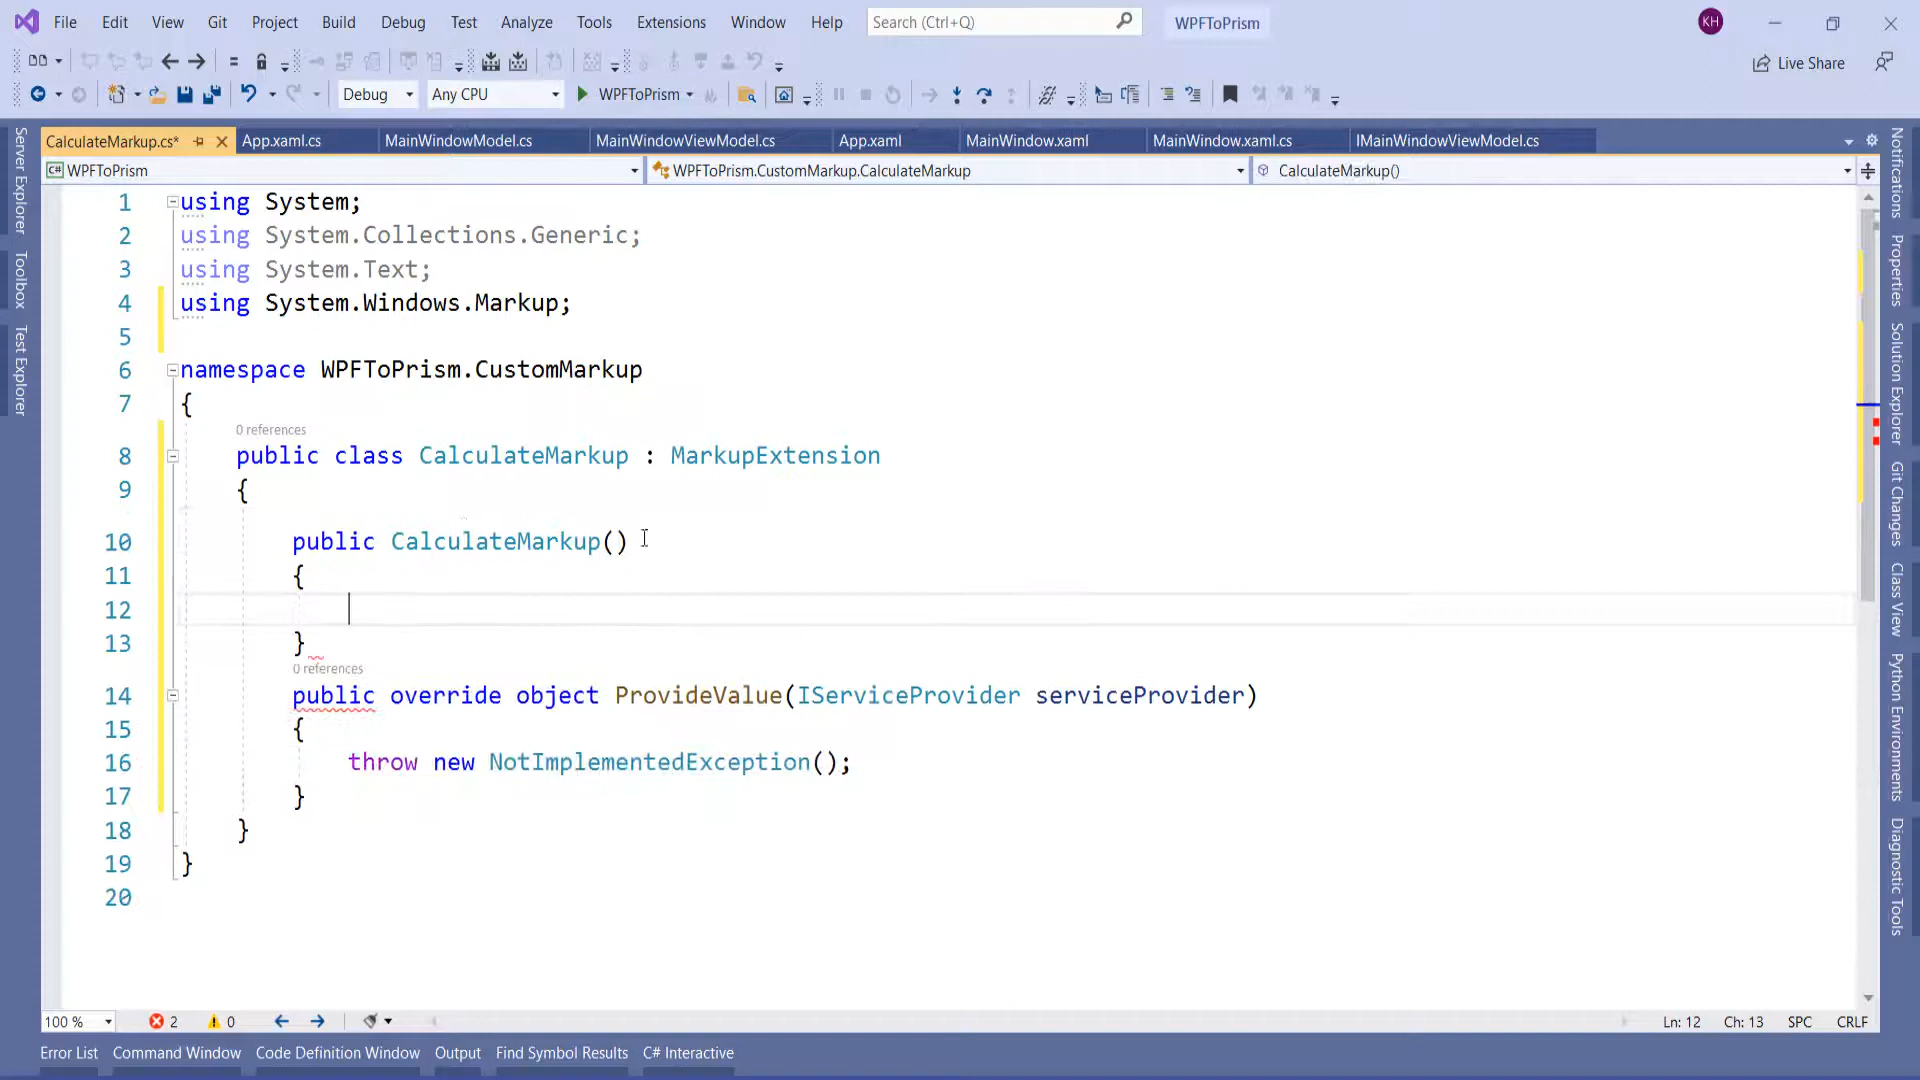 File Edit View Git Project Build Debug Test Analyze Tools Extensions Window Help Search (Ctrl+Q) WPFToPrism KH
Live Share
Debug Any CPU WPFToPrism
CalculateMarkup.cs* App.xaml.cs MainWindowModel.cs MainWindowViewModel.cs App.xaml MainWindow.xaml MainWindow.xaml.cs IMainWindowViewModel.cs
C# WPFToPrism WPFToPrism.CustomMarkup.CalculateMarkup CalculateMarkup()
1 using System;
2 using System.Collections.Generic;
3 using System.Text;
4 using System.Windows.Markup;
5
6 namespace WPFToPrism.CustomMarkup
7 {
0 references
8 public class CalculateMarkup : MarkupExtension
9 {
10 public CalculateMarkup()
11 {
12
13 }
0 references
14 public override object ProvideValue(IServiceProvider serviceProvider)
15 {
16 throw new NotImplementedException();
17 }
18 }
19 }
20
100 % 2 0 Ln: 12 Ch: 13 SPC CRLF
Error List Command Window Code Definition Window Output Find Symbol Results C# Interactive
Server Explorer
Toolbox
Test Explorer
Notifications
Properties
Solution Explorer
Git Changes
Class View
Python Environments
Diagnostic Tools